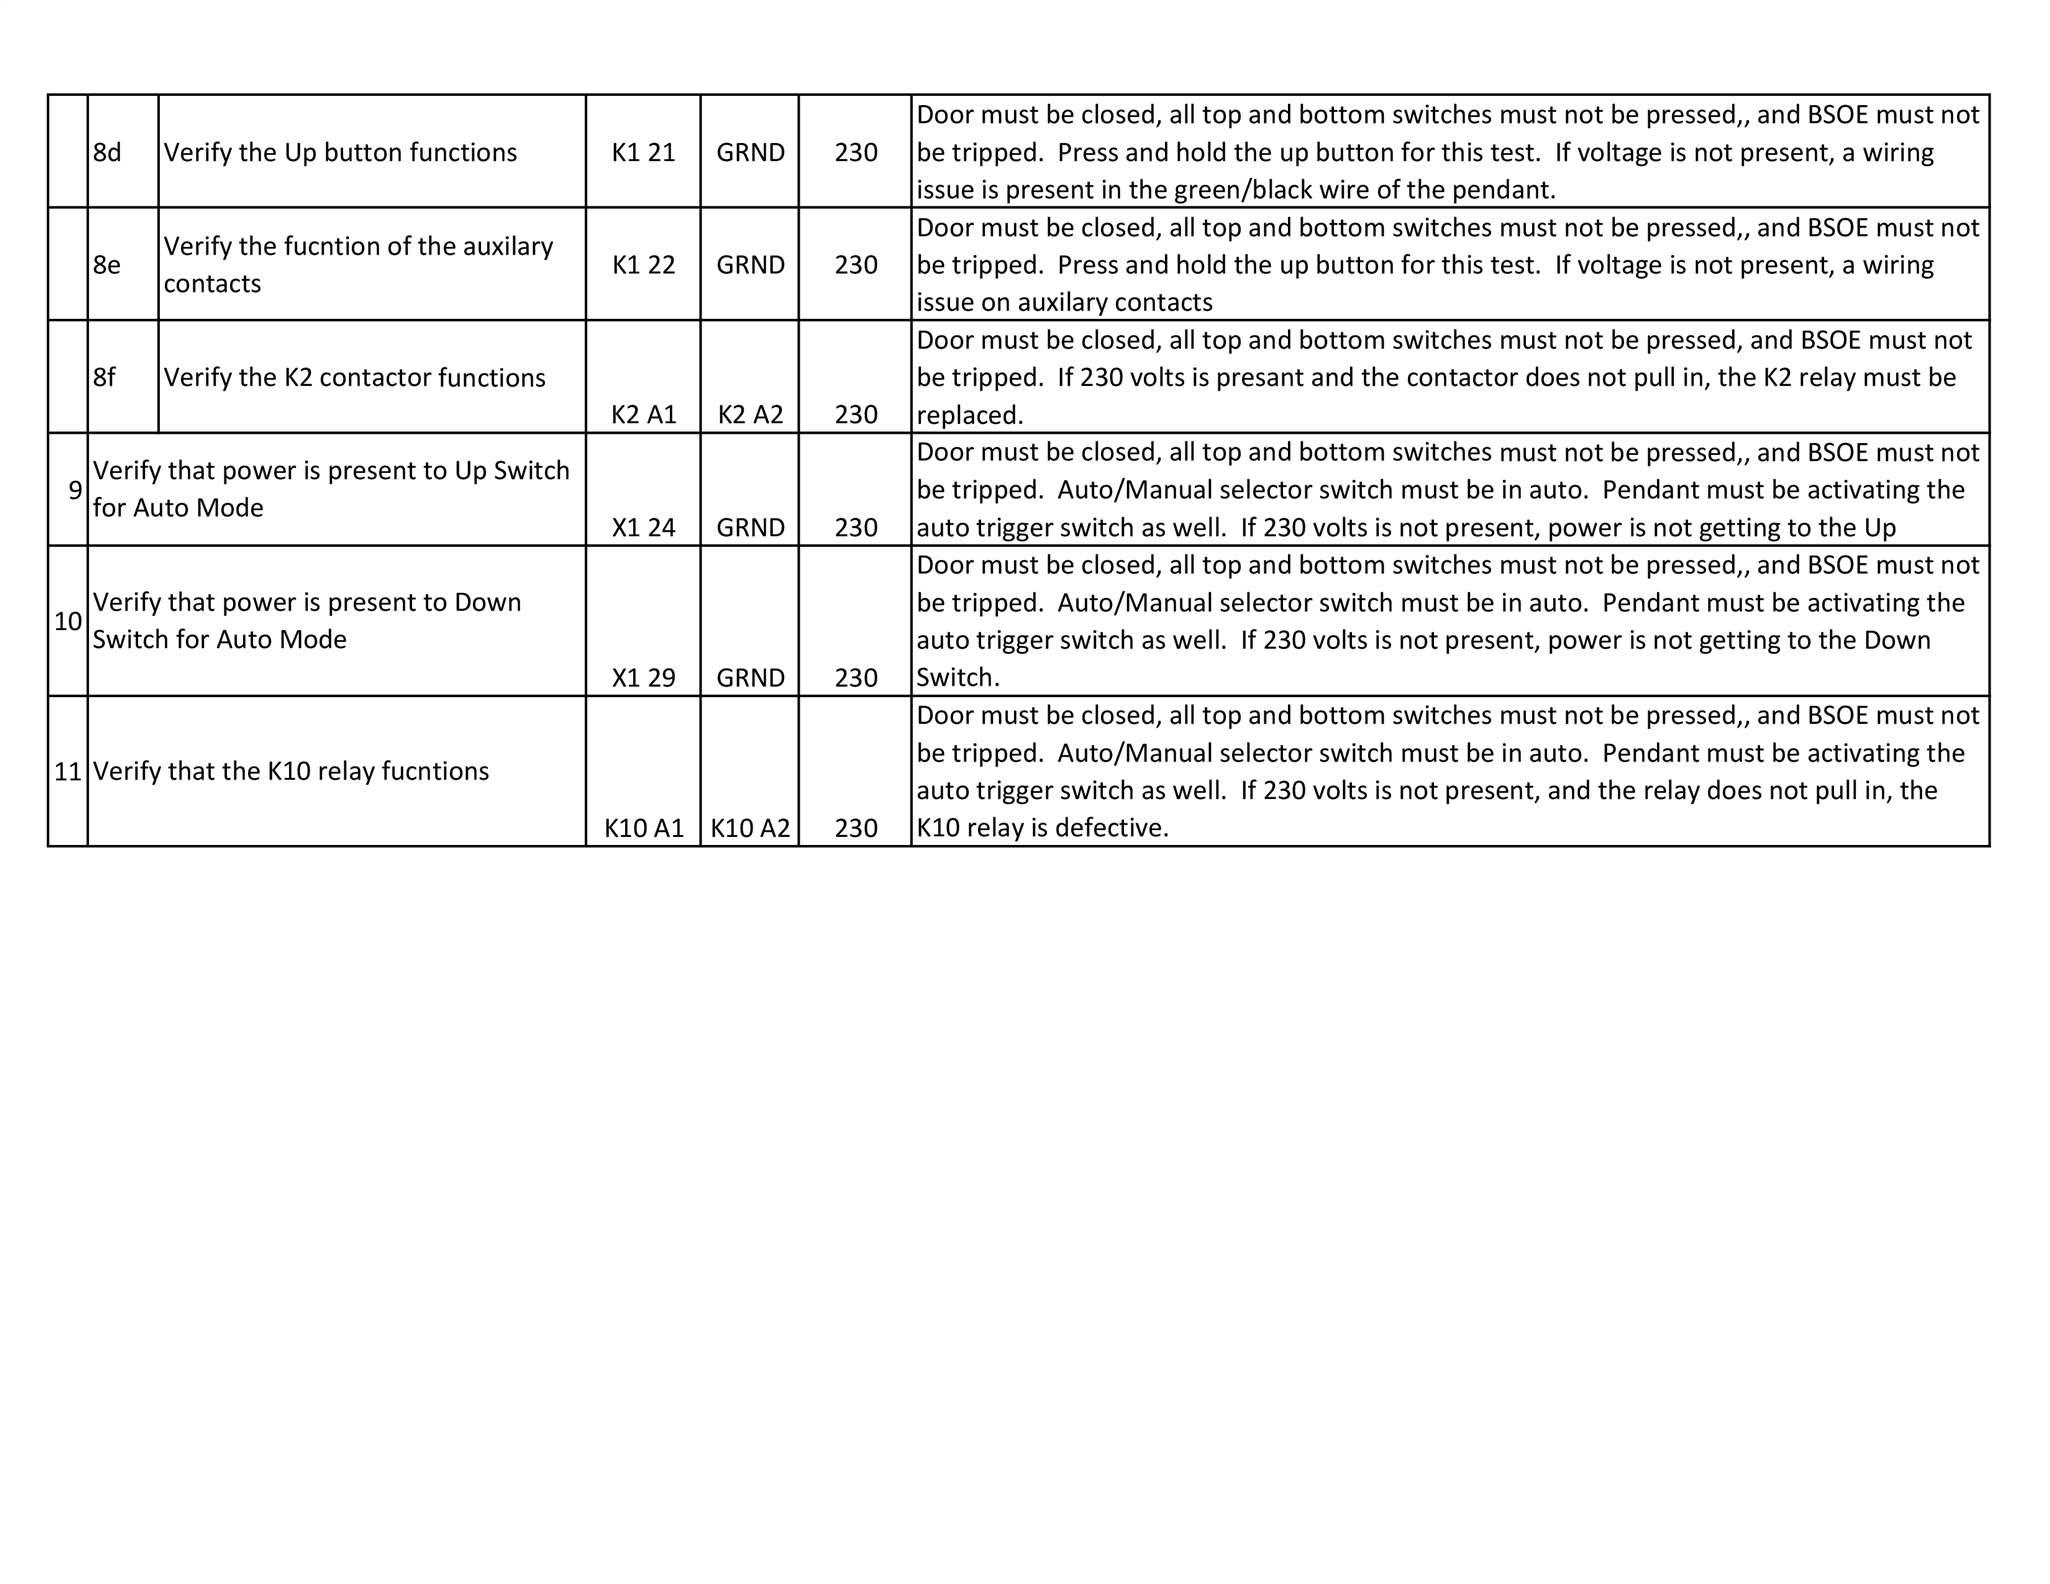 8d
Verify the Up button functions
K1 21
GRND
230
Door must be closed, all top and bottom switches must not be pressed,, and BSOE must not
be tripped.  Press and hold the up button for this test.  If voltage is not present, a wiring
issue is present in the green/black wire of the pendant.
8e
Verify the fucntion of the auxilary
contacts
K1 22
GRND
230
Door must be closed, all top and bottom switches must not be pressed,, and BSOE must not
be tripped.  Press and hold the up button for this test.  If voltage is not present, a wiring
issue on auxilary contacts
8f
Verify the K2 contactor functions
K2 A1
K2 A2
230
Door must be closed, all top and bottom switches must not be pressed, and BSOE must not
be tripped.  If 230 volts is presant and the contactor does not pull in, the K2 relay must be
replaced.
9
Verify that power is present to Up Switch
for Auto Mode
X1 24
GRND
230
Door must be closed, all top and bottom switches must not be pressed,, and BSOE must not
be tripped.  Auto/Manual selector switch must be in auto.  Pendant must be activating the
auto trigger switch as well.  If 230 volts is not present, power is not getting to the Up
10
Verify that power is present to Down
Switch for Auto Mode
X1 29
GRND
230
Door must be closed, all top and bottom switches must not be pressed,, and BSOE must not
be tripped.  Auto/Manual selector switch must be in auto.  Pendant must be activating the
auto trigger switch as well.  If 230 volts is not present, power is not getting to the Down
Switch.
11
Verify that the K10 relay fucntions
K10 A1
K10 A2
230
Door must be closed, all top and bottom switches must not be pressed,, and BSOE must not
be tripped.  Auto/Manual selector switch must be in auto.  Pendant must be activating the
auto trigger switch as well.  If 230 volts is not present, and the relay does not pull in, the
K10 relay is defective.